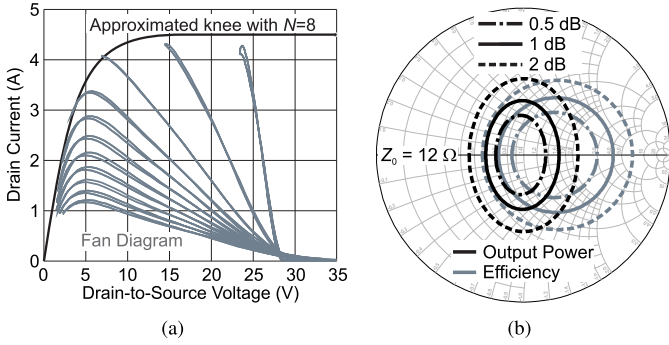 (a)
Approximated knee with N=8
Drain Current (A)
5
4
3
2
1
0
Fan Diagram
0 5 10 15 20 25 30 35
Drain-to-Source Voltage (V)
(b)
0.5 dB
1 dB
2 dB
Z0 = 12 Ω
Output Power
Efficiency
(a)
(b)